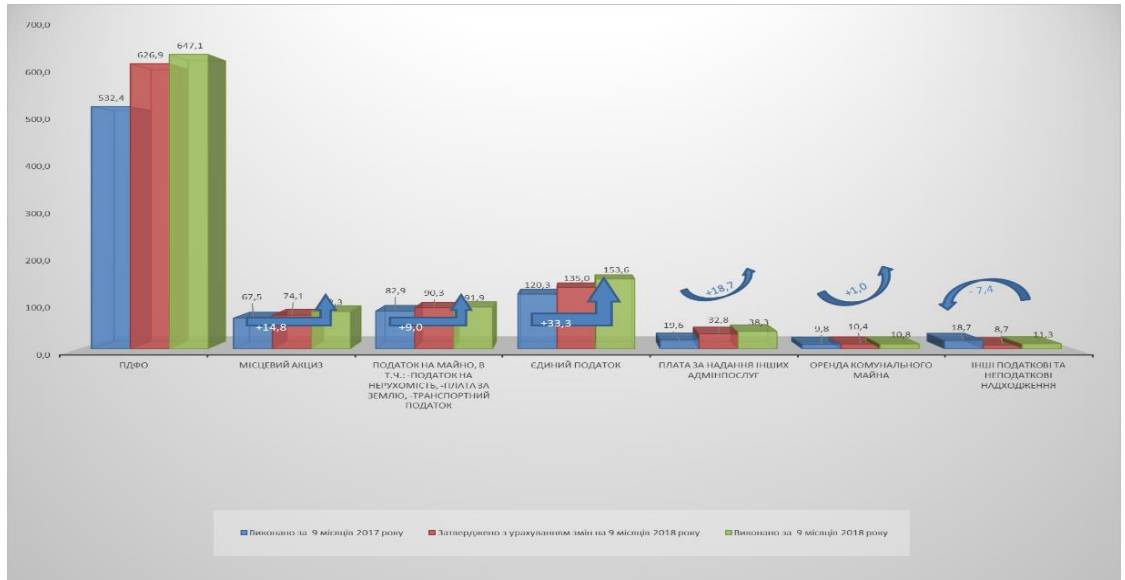 700,0
600,0
500,0
400,0
300,0
200,0
100,0
0,0
532,4
626,9
647,1
67,5
74,1
+14,8
82,9
90,3
91,9
+9,0
120,3
135,0
153,6
+33,3
19,6
32,8
38,3
+18,7
9,8
10,4
10,8
+1,0
18,7
8,7
11,3
- 7,4
ПДФО
МІСЦЕВИЙ АКЦИЗ
ПОДАТОК НА МАЙНО, В
Т.Ч.: -ПОДАТОК НА
НЕРУХОМІСТЬ, -ПЛАТА ЗА
ЗЕМЛЮ, -ТРАНСПОРТНИЙ
ПОДАТОК
ЄДИНИЙ ПОДАТОК
ПЛАТА ЗА НАДАННЯ ІНШИХ
АДМІНПОСЛУГ
ОРЕНДА КОМУНАЛЬНОГО
МАЙНА
ІНШІ ПОДАТКОВІ ТА
НЕПОДАТКОВІ
НАДХОДЖЕННЯ
Виконано за 9 місяців 2017 року
Затверджено з урахуванням змін на 9 місяців 2018 року
Виконано за 9 місяців 2018 року